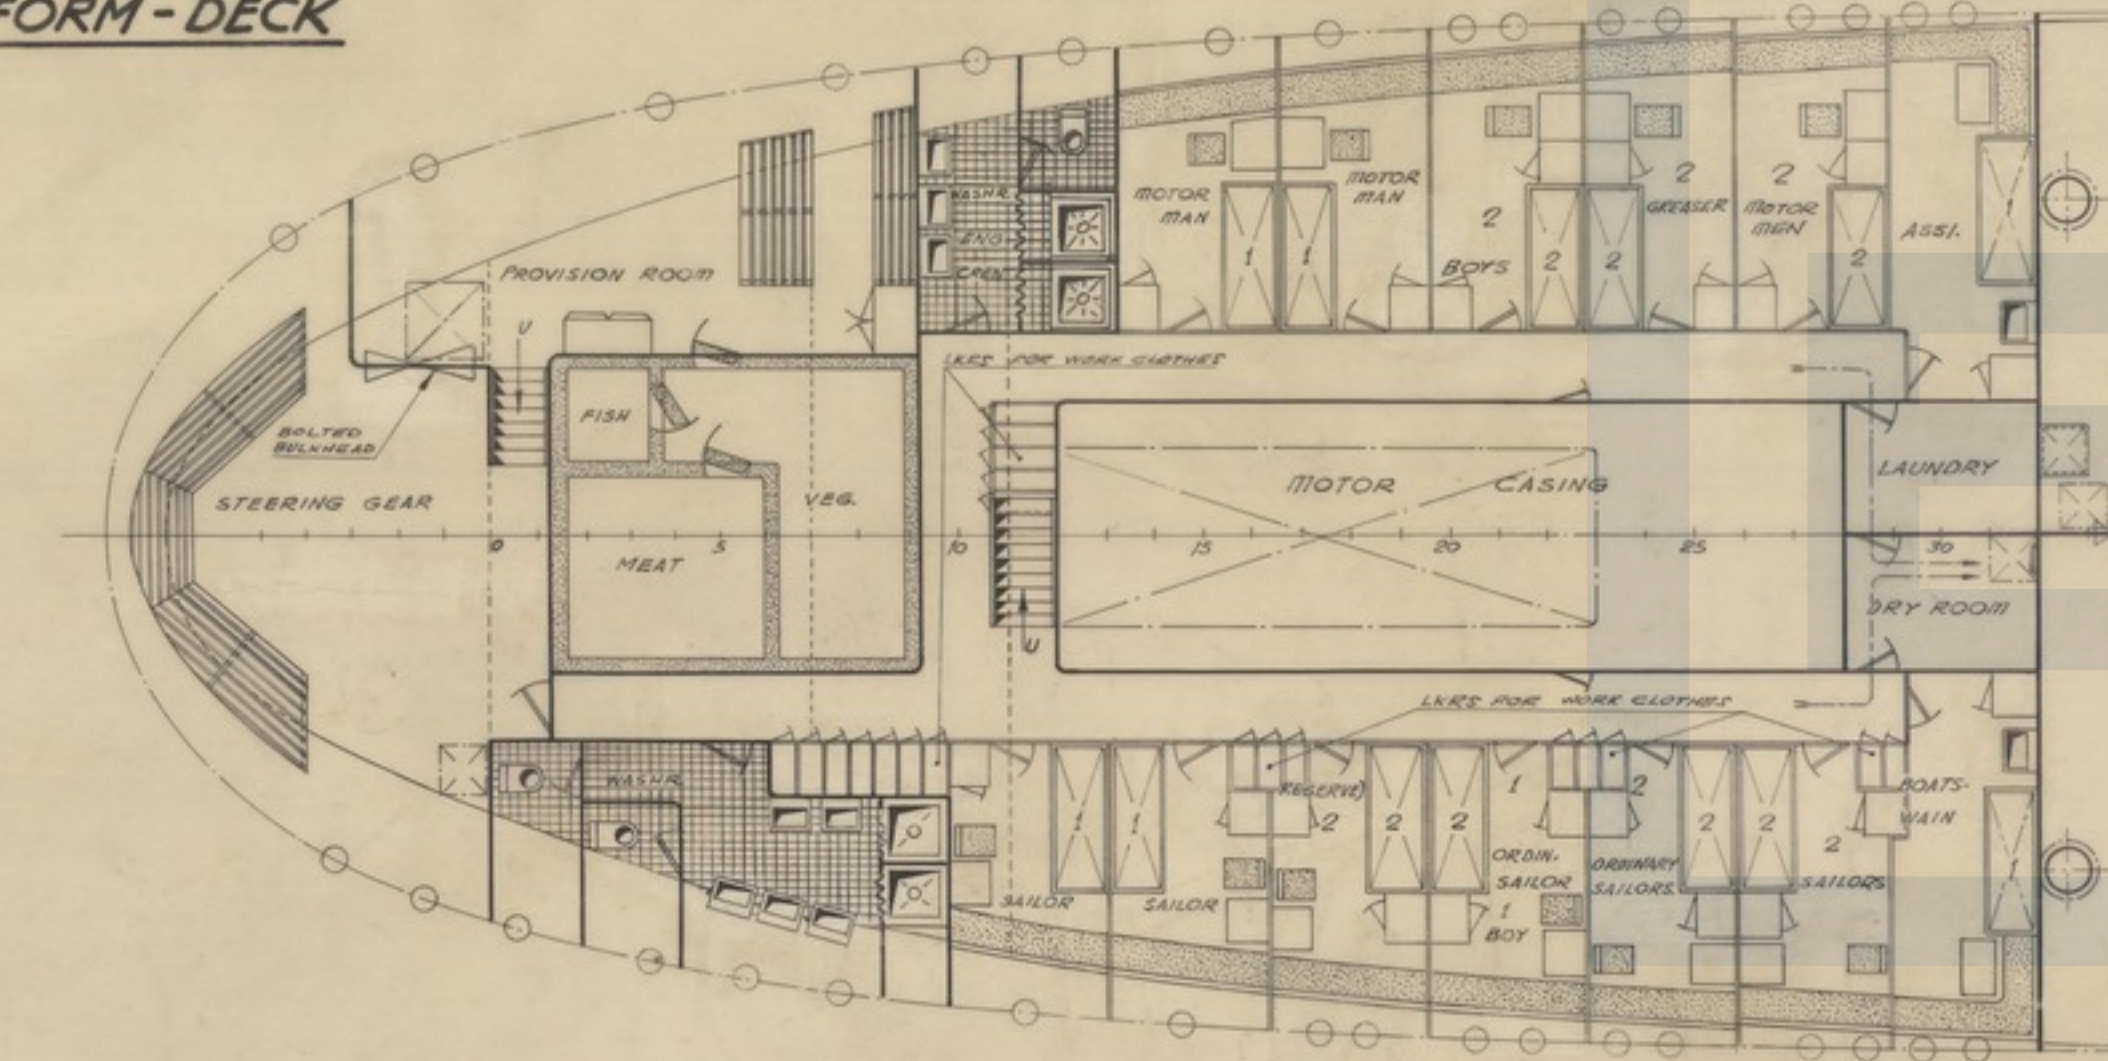 FORM - DECK
MOTOR
MAN
MOTOR
MAN
2
BOYS
2
GREASER
2
MOTOR
MEN
ASSI.
WASHR.
ENG
CREW
1
1
2
2
2
1
PROVISION ROOM
U
LKRS FOR WORK CLOTHES
FISH
BOLTED
BULKHEAD
STEERING GEAR
VEG.
MEAT
MOTOR CASING
LAUNDRY
DRY ROOM
0
5
10
15
20
25
30
U
LKRS FOR WORK CLOTHES
WASHR.
1
1
2
2
2
2
1
SAILOR
SAILOR
RESERVE)
2
1
ORDIN.
SAILOR
1
BOY
2
ORDINARY
SAILORS.
2
SAILORS
BOATS-
WAIN